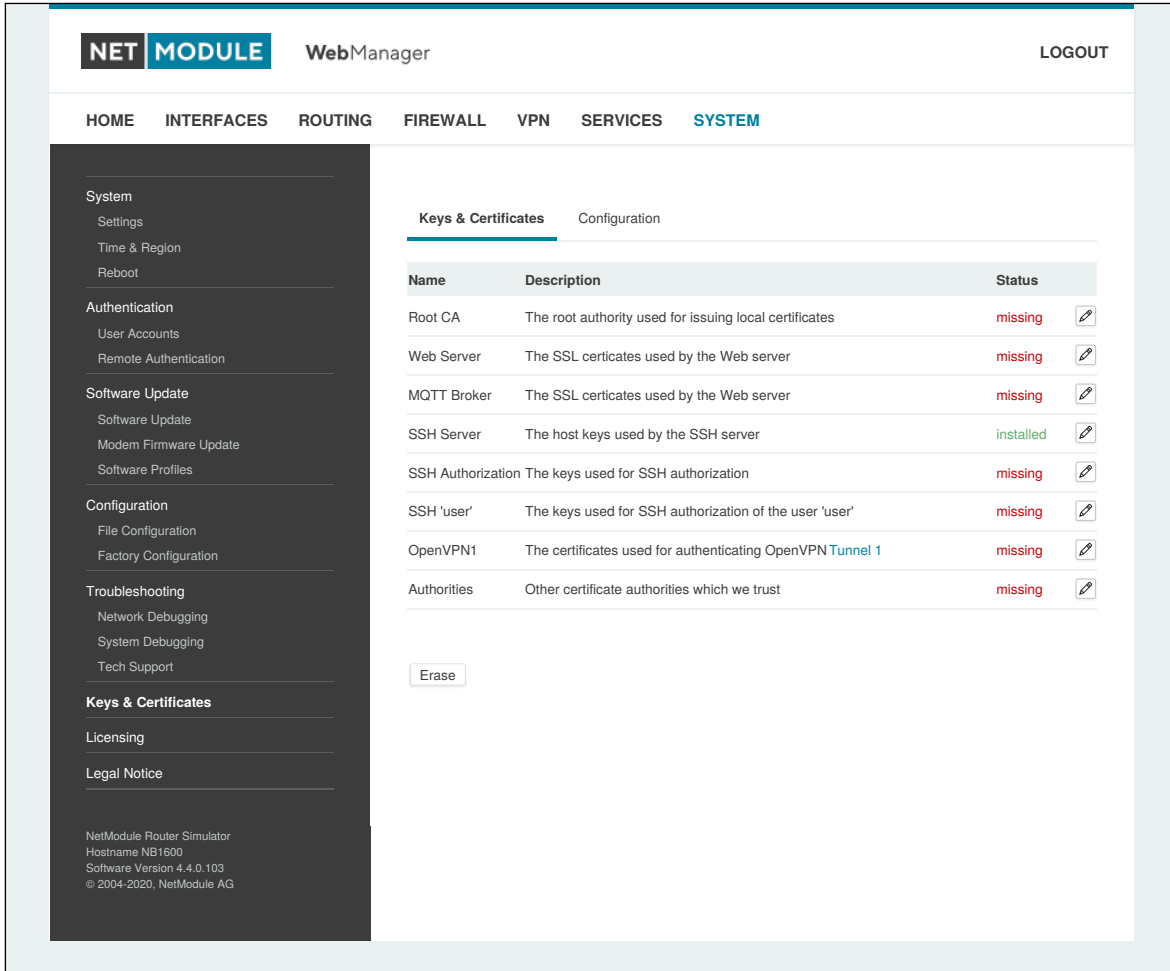 NET MODULE WebManager LOGOUT
HOME INTERFACES ROUTING FIREWALL VPN SERVICES SYSTEM
System
Settings
Time & Region
Reboot
Authentication
User Accounts
Remote Authentication
Software Update
Software Update
Modem Firmware Update
Software Profiles
Configuration
File Configuration
Factory Configuration
Troubleshooting
Network Debugging
System Debugging
Tech Support
Keys & Certificates
Licensing
Legal Notice
NetModule Router Simulator
Hostname NB1600
Software Version 4.4.0.103
© 2004-2020, NetModule AG
Keys & Certificates Configuration
Name Description Status
Root CA The root authority used for issuing local certificates missing
Web Server The SSL certicates used by the Web server missing
MQTT Broker The SSL certicates used by the Web server missing
SSH Server The host keys used by the SSH server installed
SSH Authorization The keys used for SSH authorization missing
SSH 'user' The keys used for SSH authorization of the user 'user' missing
OpenVPN1 The certificates used for authenticating OpenVPN Tunnel 1 missing
Authorities Other certificate authorities which we trust missing
Erase